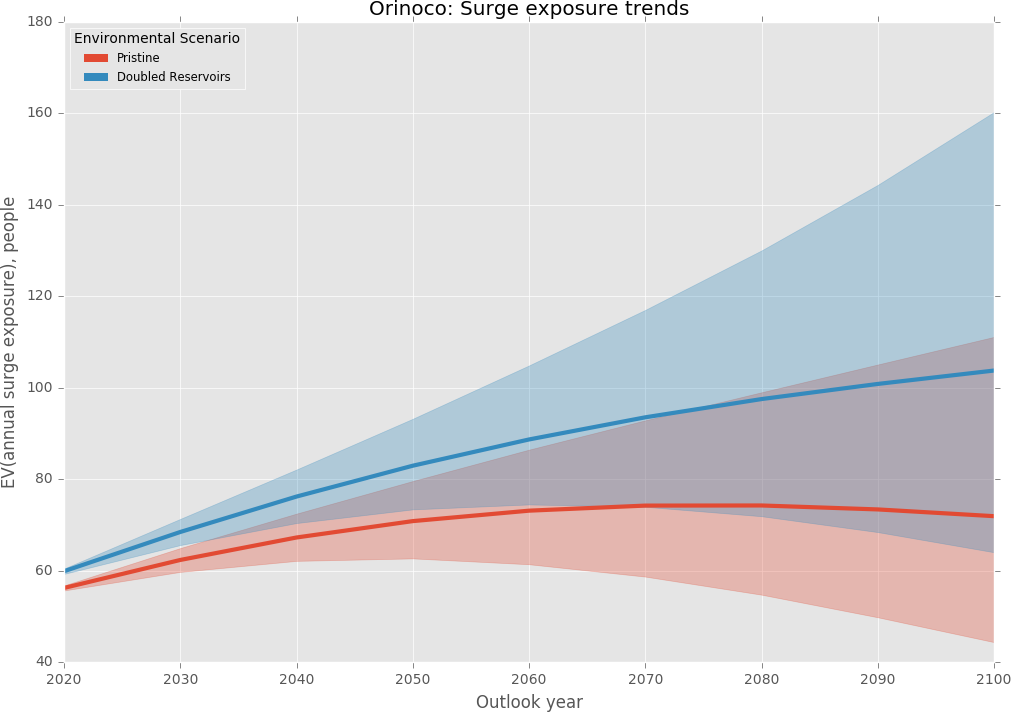 Orinoco: Surge exposure trends
Environmental Scenario
Pristine
Doubled Reservoirs
EV(annual surge exposure), people
180
160
140
120
100
80
60
40
2020 2030 2040 2050 2060 2070 2080 2090 2100
Outlook year